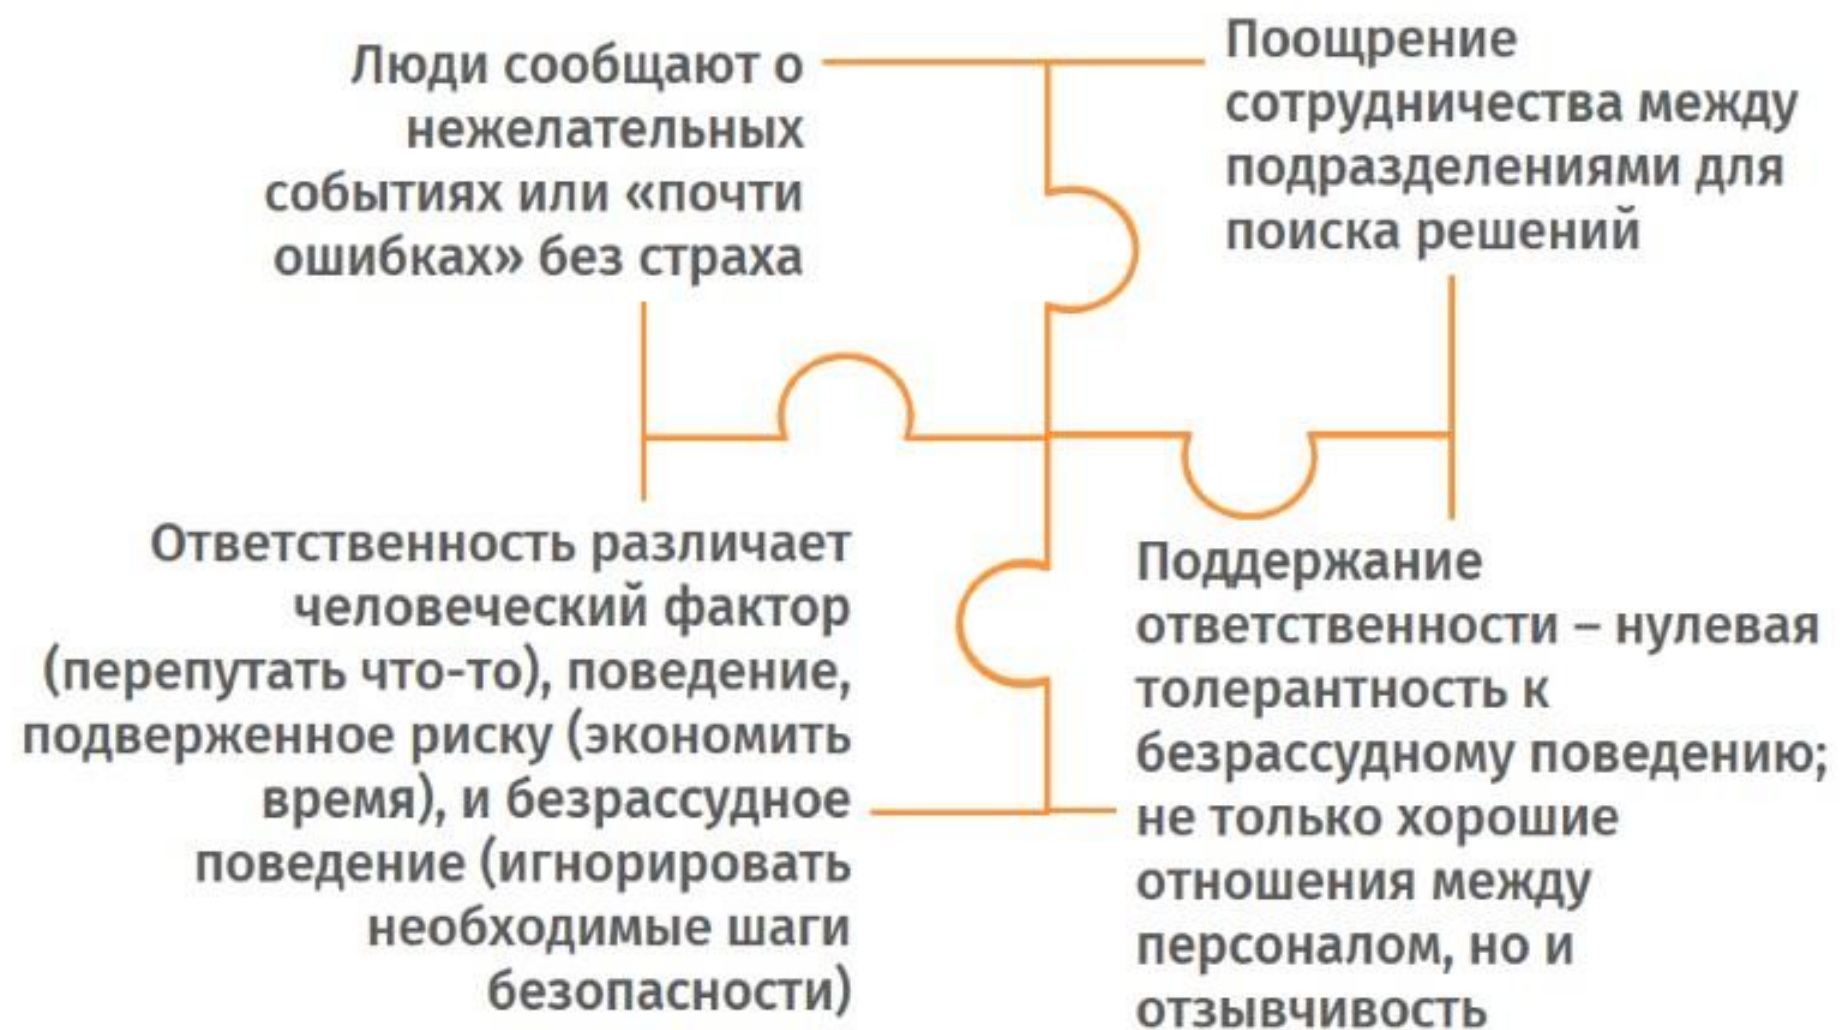 Люди сообщают о
нежелательных
событиях или «почти
ошибках» без страха
Поощрение
сотрудничества между
подразделениями для
поиска решений
Ответственность различает
человеческий фактор
(перепутать что-то), поведение,
подверженное риску (экономить
время), и безрассудное
поведение (игнорировать
необходимые шаги
безопасности)
Поддержание
ответственности – нулевая
толерантность к
безрассудному поведению;
не только хорошие
отношения между
персоналом, но и
отзывчивость